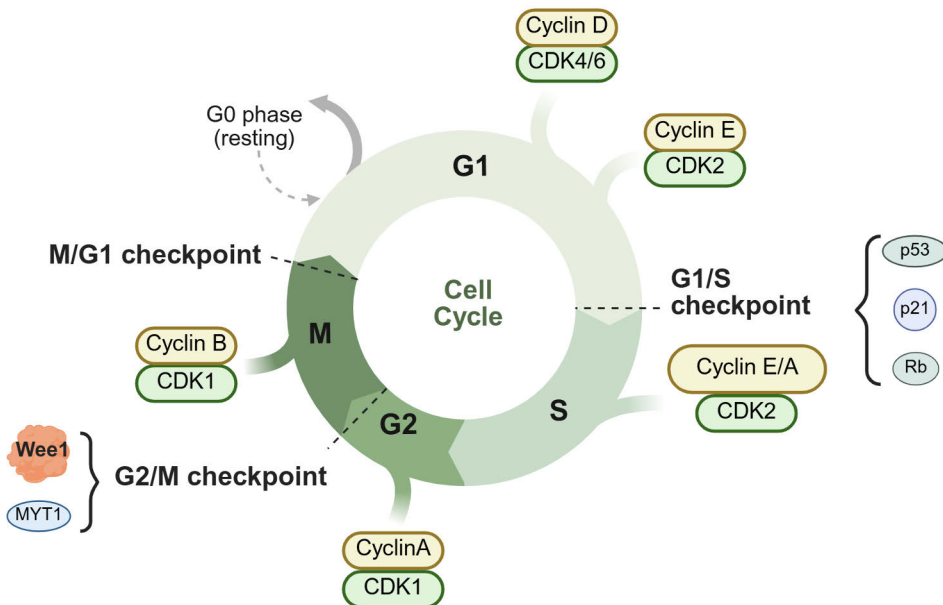 Cyclin D
CDK4/6
G0 phase
(resting)
Cyclin E
CDK2
G1
M/G1 checkpoint
Cell
Cycle
G1/S
checkpoint
p53
p21
Rb
Cyclin B
CDK1
M
Cyclin E/A
CDK2
S
G2
Wee1
MYT1
G2/M checkpoint
CyclinA
CDK1